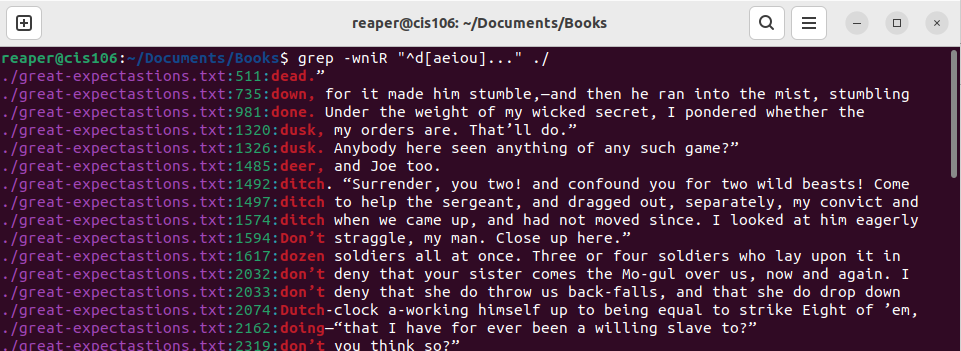 reaper@cis106: ~/Documents/Books
reaper@cis106:~/Documents/Books$ grep -wniR "^d[aeiou]..." ./
./great-expectastions.txt:511:dead.”
./great-expectastions.txt:735:down, for it made him stumble,—and then he ran into the mist, stumbling
./great-expectastions.txt:981:done. Under the weight of my wicked secret, I pondered whether the
./great-expectastions.txt:1320:dusk, my orders are. That’ll do.”
./great-expectastions.txt:1326:dusk. Anybody here seen anything of any such game?”
./great-expectastions.txt:1485:deer, and Joe too.
./great-expectastions.txt:1492:ditch. “Surrender, you two! and confound you for two wild beasts! Come
./great-expectastions.txt:1497:ditch to help the sergeant, and dragged out, separately, my convict and
./great-expectastions.txt:1574:ditch when we came up, and had not moved since. I looked at him eagerly
./great-expectastions.txt:1594:Don’t straggle, my man. Close up here.”
./great-expectastions.txt:1617:dozen soldiers all at once. Three or four soldiers who lay upon it in
./great-expectastions.txt:2032:don’t deny that your sister comes the Mo-gul over us, now and again. I
./great-expectastions.txt:2033:don’t deny that she do throw us back-falls, and that she do drop down
./great-expectastions.txt:2074:Dutch-clock a-working himself up to being equal to strike Eight of ’em,
./great-expectastions.txt:2162:doing—“that I have for ever been a willing slave to?”
./great-expectastions.txt:2319:don’t you think so?”